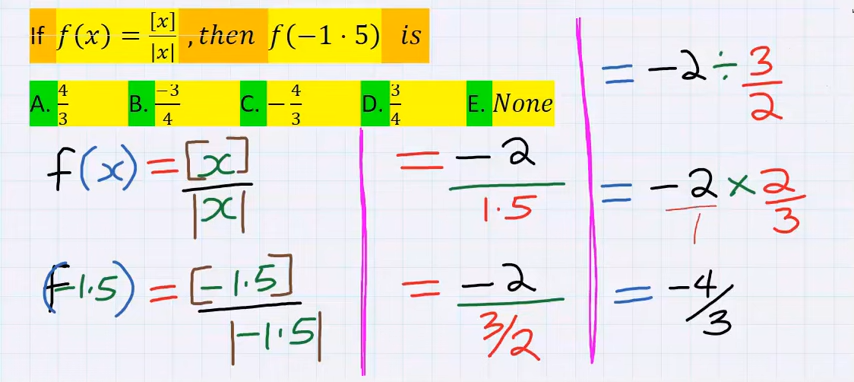 If f(x) = [x]/|x| , then f(−1·5) is
A. 4/3 B. −3/4 C. −4/3 D. 3/4 E. None
f(x) = [x]/|x|
f(-1.5) = [-1.5]/|-1.5|
= -2/1.5
= -2/3/2
= -2 ÷ 3/2
= -2/1 × 2/3
= -4/3